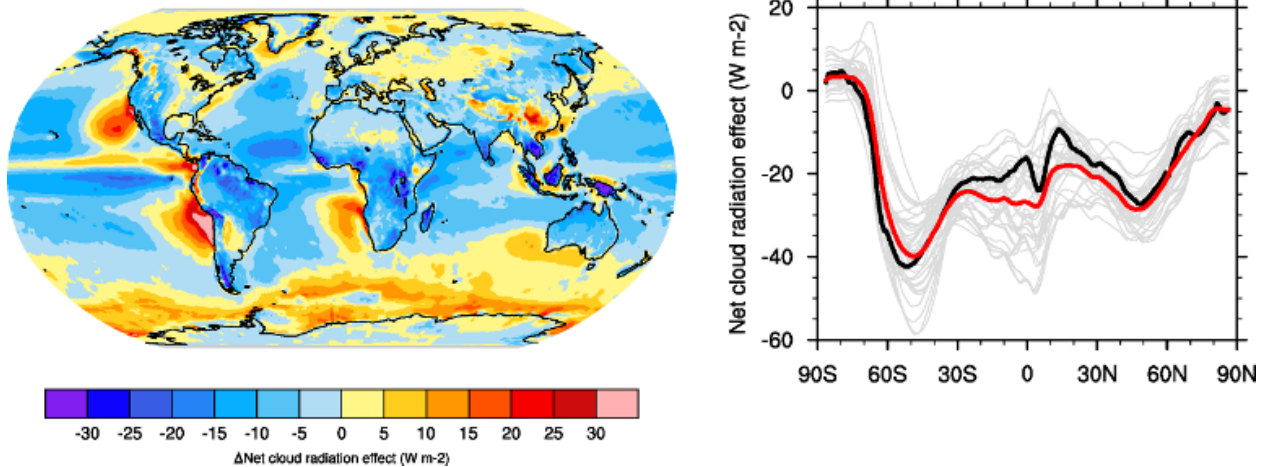 -30 -25 -20 -15 -10 -5 0 5 10 15 20 25 30
ΔNet cloud radiation effect (W m-2)
Net cloud radiation effect (W m-2)
20
0
-20
-40
-60
90S 60S 30S 0 30N 60N 90N